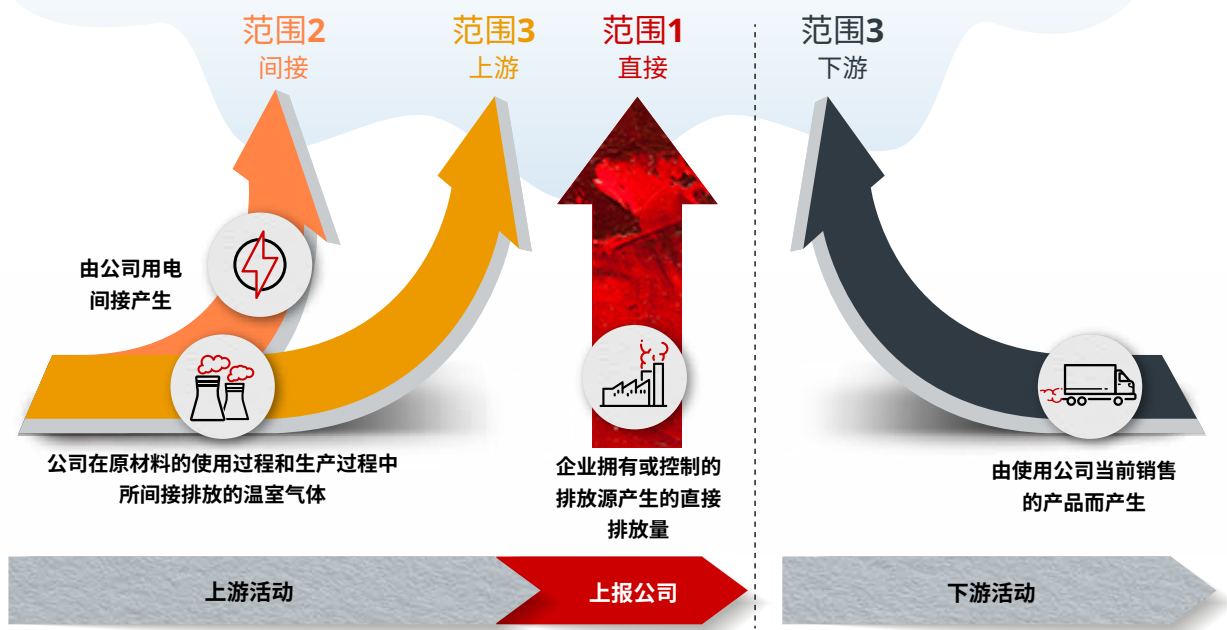 范围2
间接
范围3
上游
范围1
直接
范围3
下游
由公司用电
间接产生
公司在原材料的使用过程和生产过程中
所间接排放的温室气体
企业拥有或控制的
排放源产生的直接
排放量
由使用公司当前销售
的产品而产生
上游活动
上报公司
下游活动